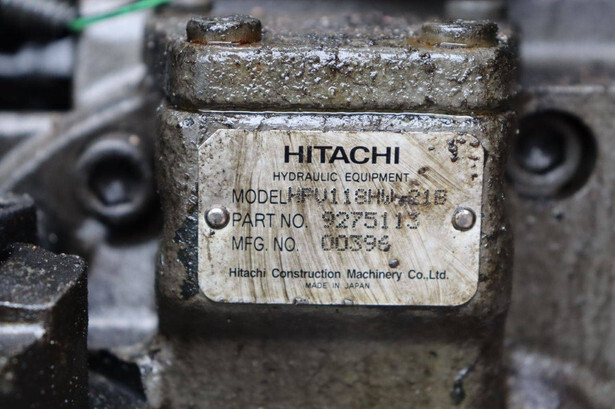 HITACHI
HYDRAULIC EQUIPMENT
MODEL HPV118HW-21B
PART NO. 9275113
MFG. NO. 00396
Hitachi Construction Machinery Co.,Ltd.
MADE IN JAPAN